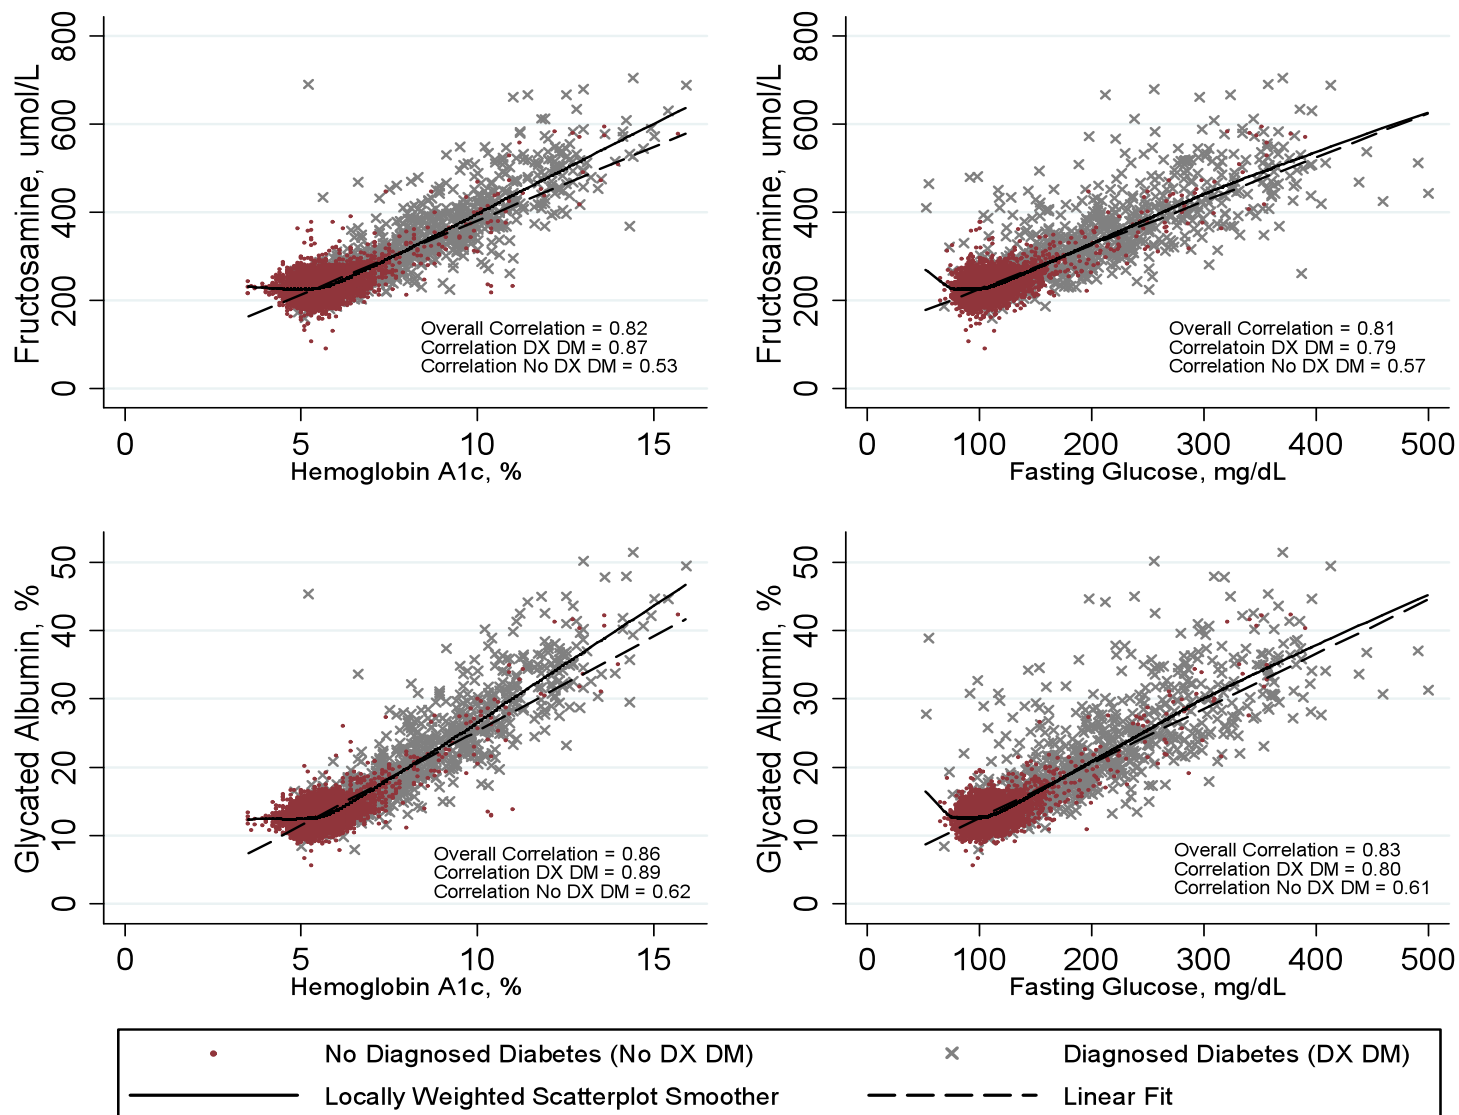 800
600
400
200
0
Fructosamine, umol/L
Overall Correlation = 0.82
Correlation DX DM = 0.87
Correlation No DX DM = 0.53
0 5 10 15
Hemoglobin A1c, %
800
600
400
200
0
Fructosamine, umol/L
Overall Correlation = 0.81
Correlatoin DX DM = 0.79
Correlation No DX DM = 0.57
0 100 200 300 400 500
Fasting Glucose, mg/dL
50
40
30
20
10
0
Glycated Albumin, %
Overall Correlation = 0.86
Correlation DX DM = 0.89
Correlation No DX DM = 0.62
0 5 10 15
Hemoglobin A1c, %
50
40
30
20
10
0
Glycated Albumin, %
Overall Correlation = 0.83
Correlation DX DM = 0.80
Correlation No DX DM = 0.61
0 100 200 300 400 500
Fasting Glucose, mg/dL
No Diagnosed Diabetes (No DX DM)
Diagnosed Diabetes (DX DM)
Locally Weighted Scatterplot Smoother
Linear Fit